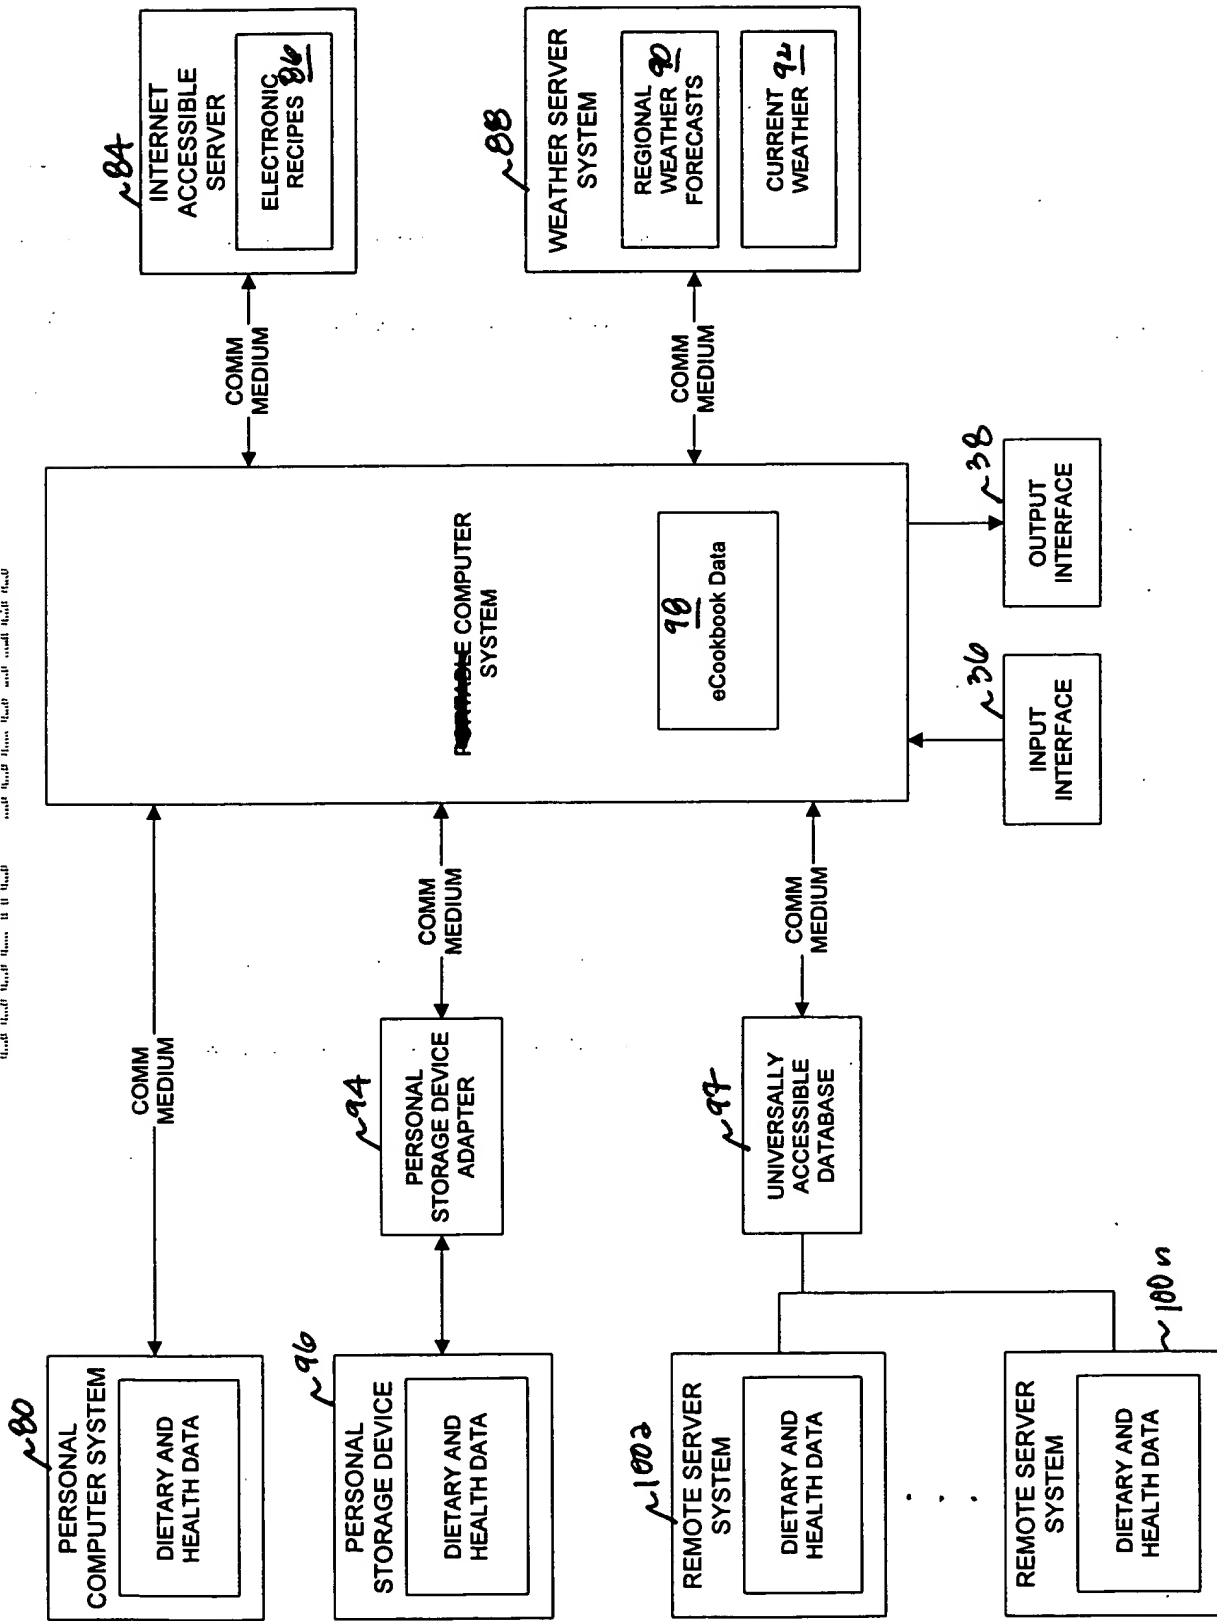 ~80
PERSONAL
COMPUTER SYSTEM
DIETARY AND
HEALTH DATA
COMM
MEDIUM
~84
INTERNET
ACCESSIBLE
SERVER
ELECTRONIC
RECIPES 86
COMM
MEDIUM
~96
PERSONAL
STORAGE DEVICE
DIETARY AND
HEALTH DATA
~94
PERSONAL
STORAGE DEVICE
ADAPTER
COMM
MEDIUM
COMPUTER
SYSTEM
98
eCookbook Data
COMM
MEDIUM
~88
WEATHER SERVER
SYSTEM
REGIONAL
WEATHER 90
FORECASTS
CURRENT
WEATHER 92
~100a
REMOTE SERVER
SYSTEM
DIETARY AND
HEALTH DATA
~97
UNIVERSALLY
ACCESSIBLE
DATABASE
COMM
MEDIUM
~36
INPUT
INTERFACE
~38
OUTPUT
INTERFACE
. . .
~100n
REMOTE SERVER
SYSTEM
DIETARY AND
HEALTH DATA